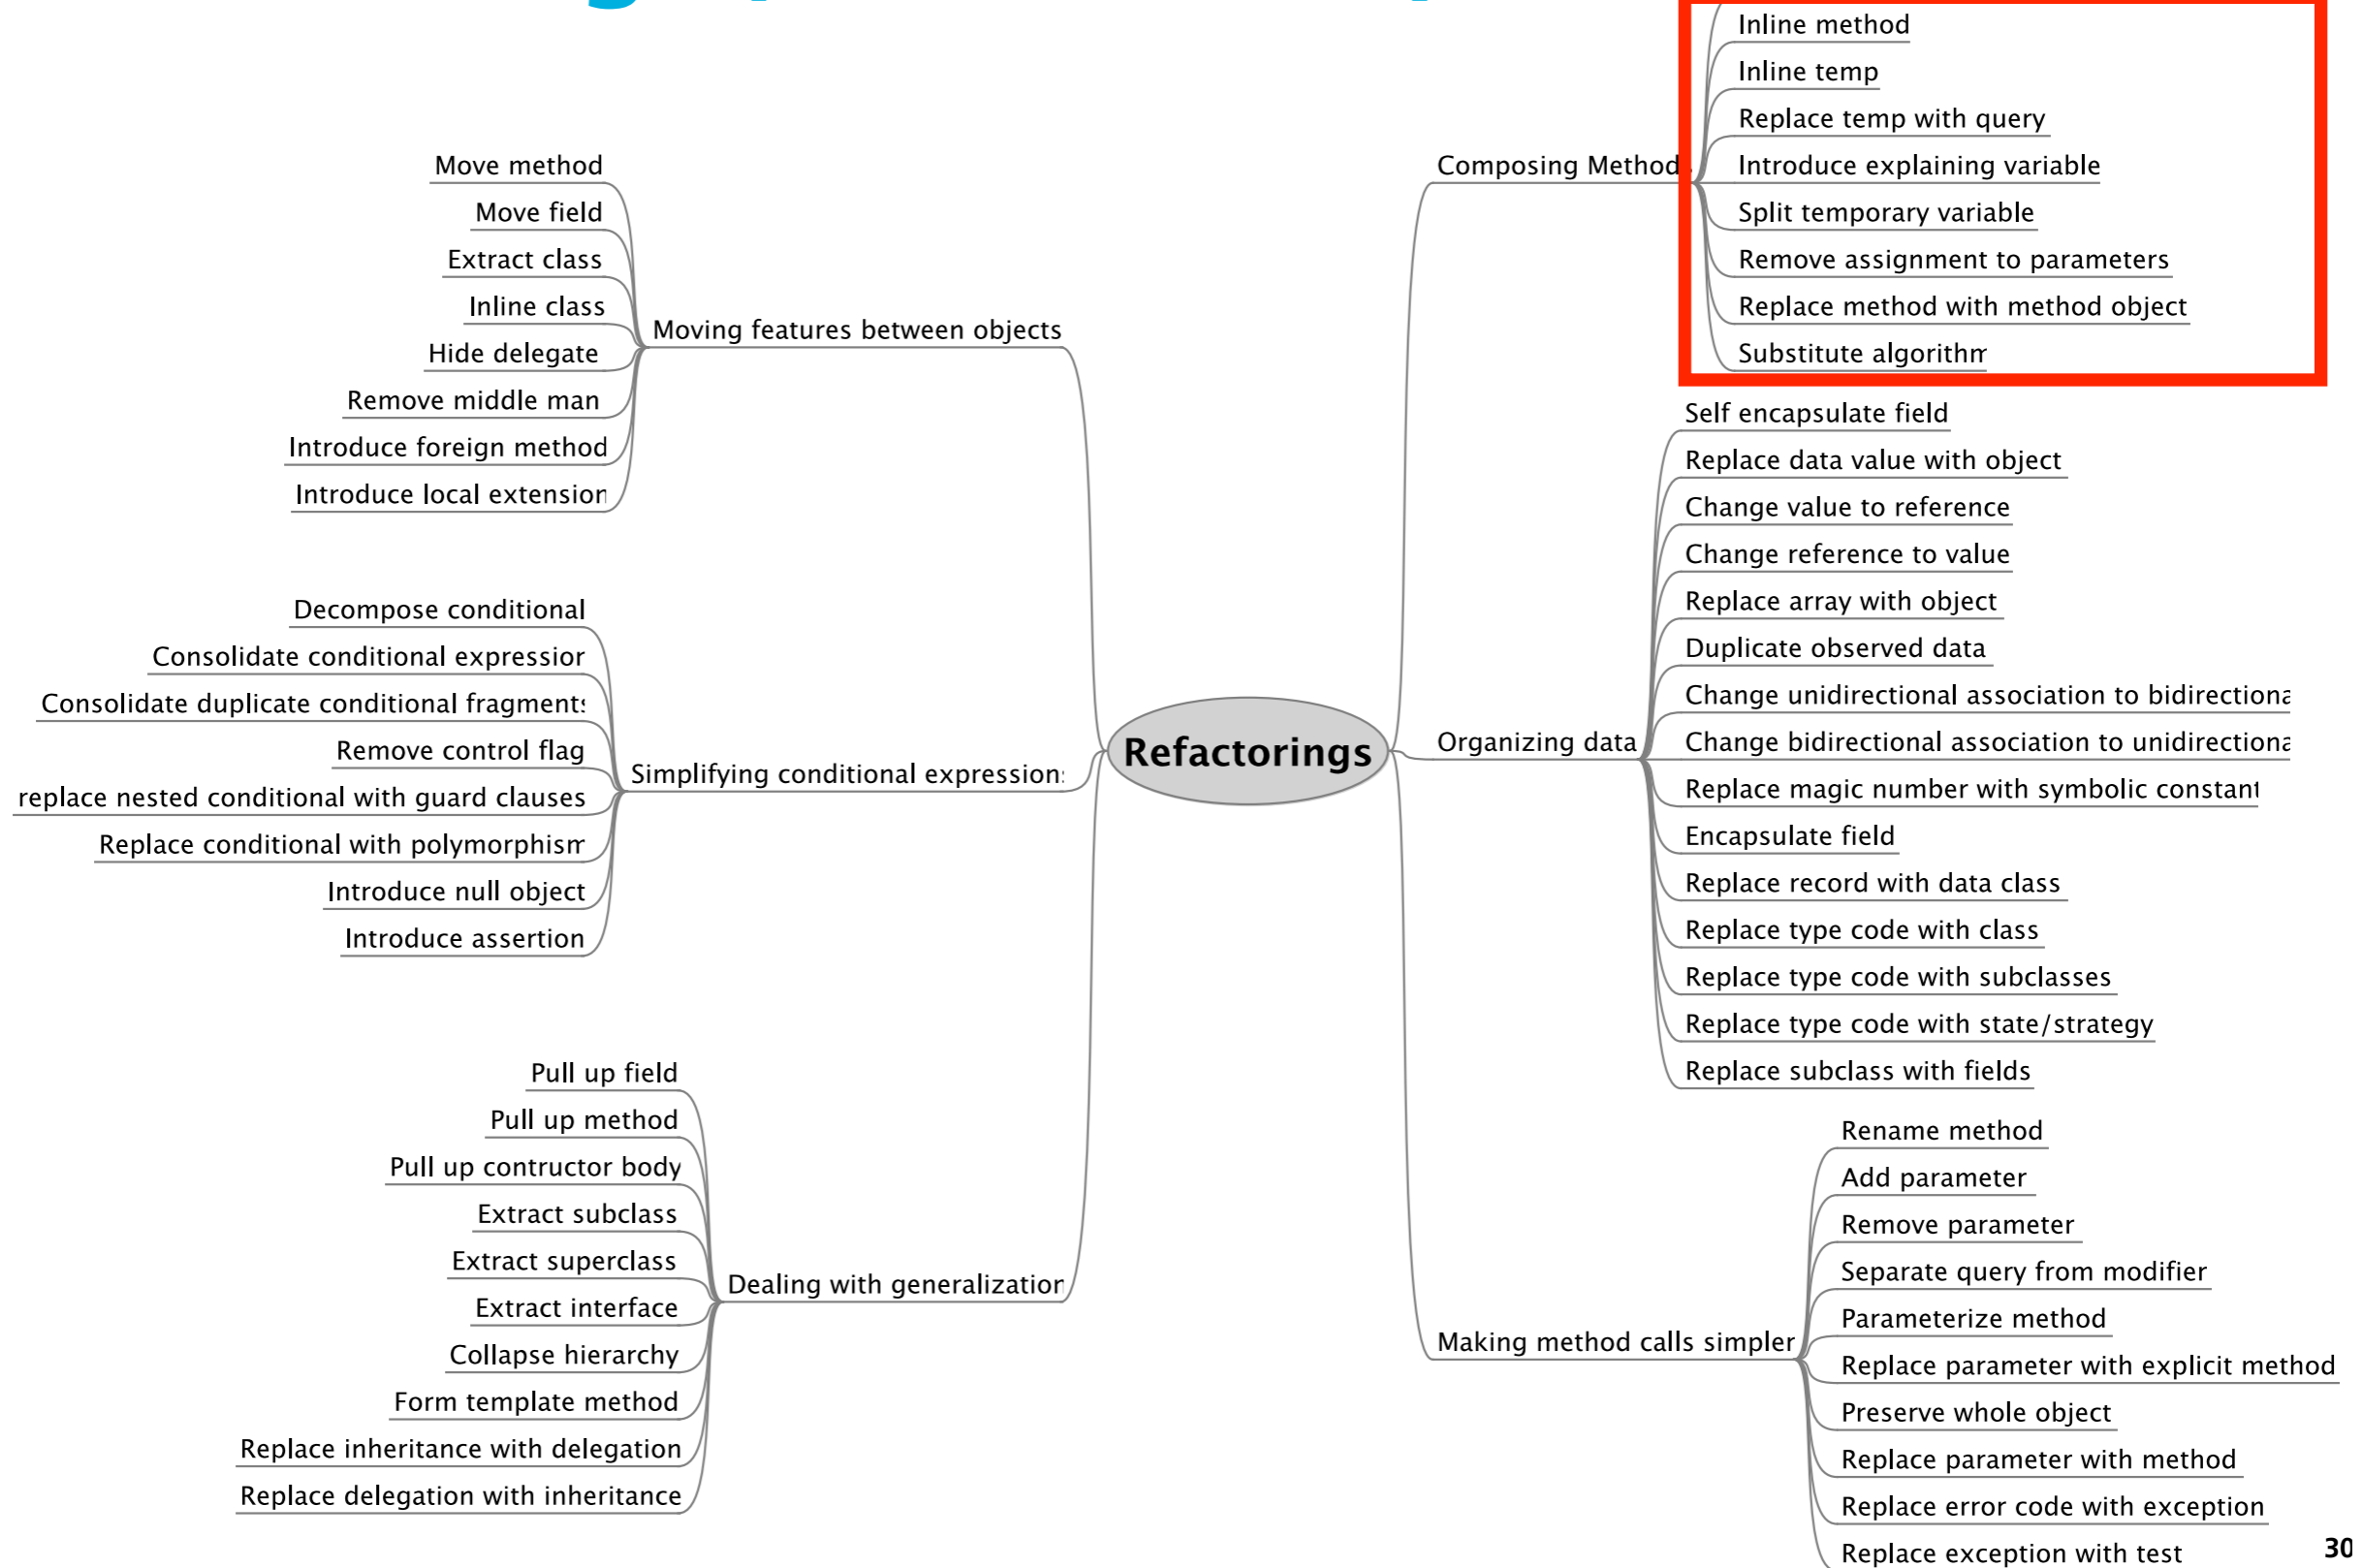 Inline method
Inline temp
Replace temp with query
Introduce explaining variable
Split temporary variable
Remove assignment to parameters
Replace method with method object
Substitute algorithm
Composing Method
Move method
Move field
Extract class
Inline class
Hide delegate
Remove middle man
Introduce foreign method
Introduce local extension
Moving features between objects
Self encapsulate field
Replace data value with object
Change value to reference
Change reference to value
Replace array with object
Duplicate observed data
Change unidirectional association to bidirectiona
Change bidirectional association to unidirectiona
Replace magic number with symbolic constant
Encapsulate field
Replace record with data class
Replace type code with class
Replace type code with subclasses
Replace type code with state/strategy
Replace subclass with fields
Organizing data
Refactorings
Decompose conditional
Consolidate conditional expression
Consolidate duplicate conditional fragments
Remove control flag
replace nested conditional with guard clauses
Replace conditional with polymorphism
Introduce null object
Introduce assertion
Simplifying conditional expressions
Pull up field
Pull up method
Pull up contructor body
Extract subclass
Extract superclass
Extract interface
Collapse hierarchy
Form template method
Replace inheritance with delegation
Replace delegation with inheritance
Dealing with generalization
Rename method
Add parameter
Remove parameter
Separate query from modifier
Parameterize method
Replace parameter with explicit method
Preserve whole object
Replace parameter with method
Replace error code with exception
Replace exception with test
Making method calls simpler
30